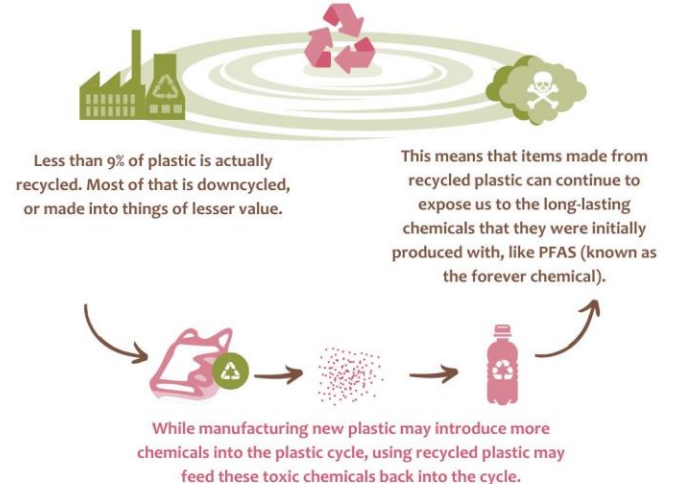 Less than 9% of plastic is actually
recycled. Most of that is downcycled,
or made into things of lesser value.
This means that items made from
recycled plastic can continue to
expose us to the long-lasting
chemicals that they were initially
produced with, like PFAS (known as
the forever chemical).
While manufacturing new plastic may introduce more
chemicals into the plastic cycle, using recycled plastic may
feed these toxic chemicals back into the cycle.